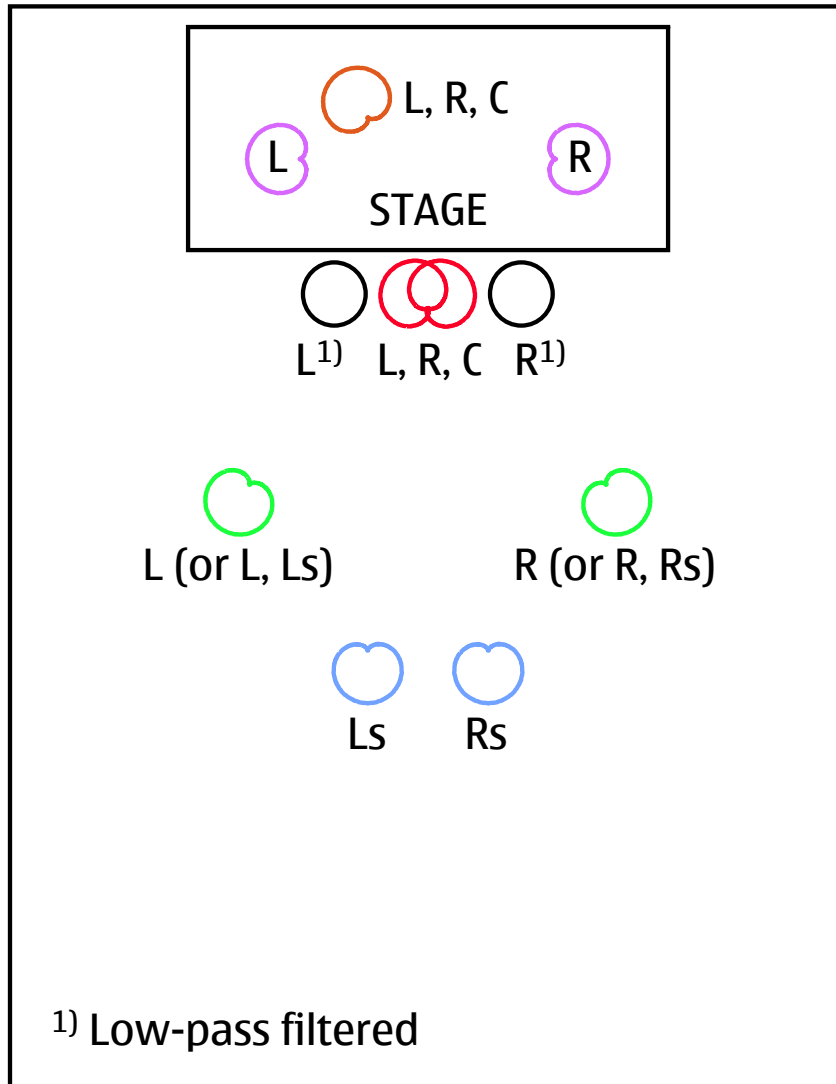 L, R, C
L R
STAGE
L¹⁾ L, R, C R¹⁾
L (or L, Ls) R (or R, Rs)
Ls Rs
¹⁾ Low-pass filtered